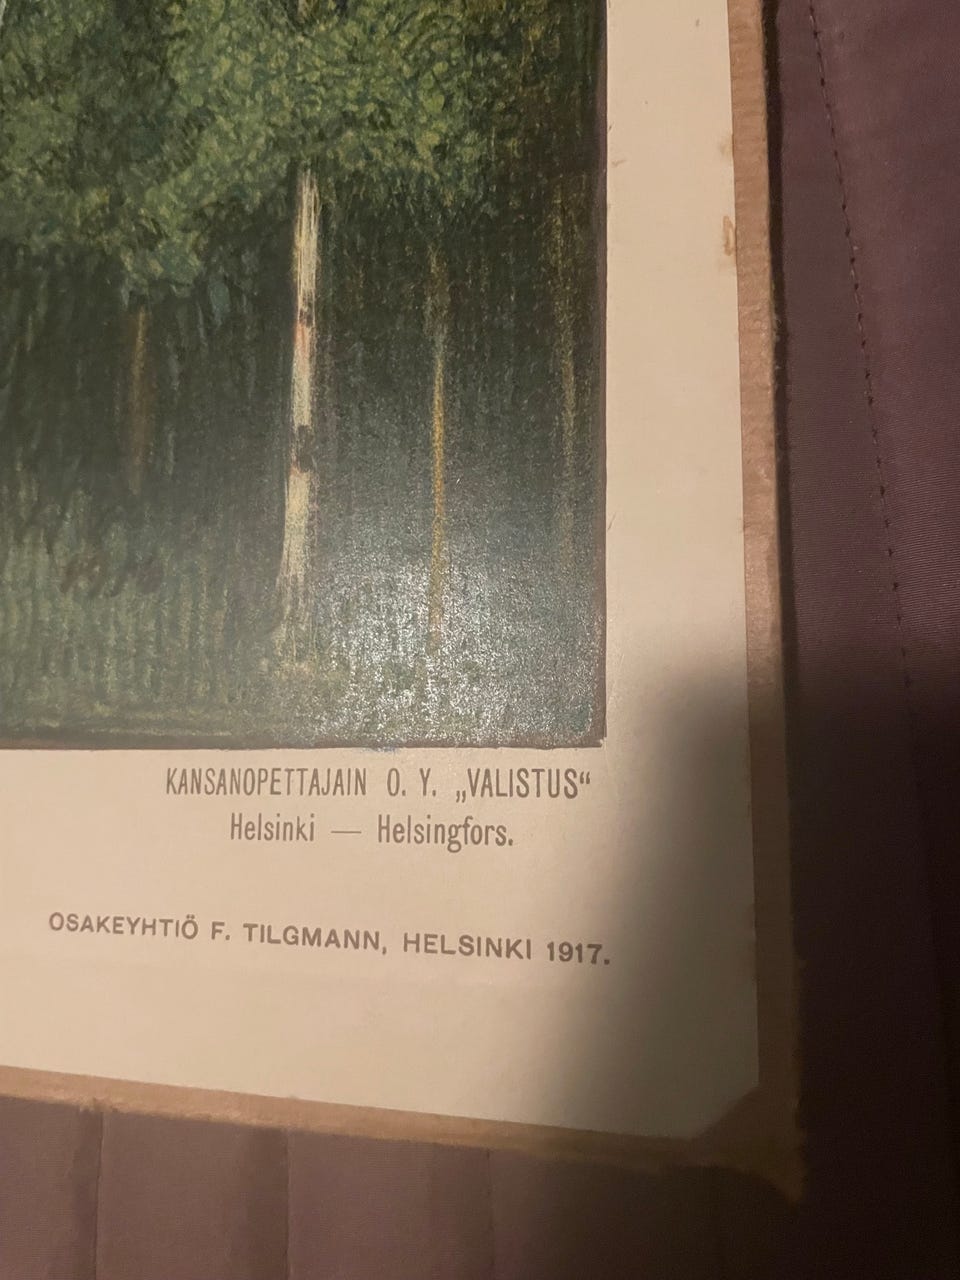 KANSANOPETTAJAIN O. Y. „VALISTUS“
Helsinki — Helsingfors.
OSAKEYHTIÖ F. TILGMANN, HELSINKI 1917.